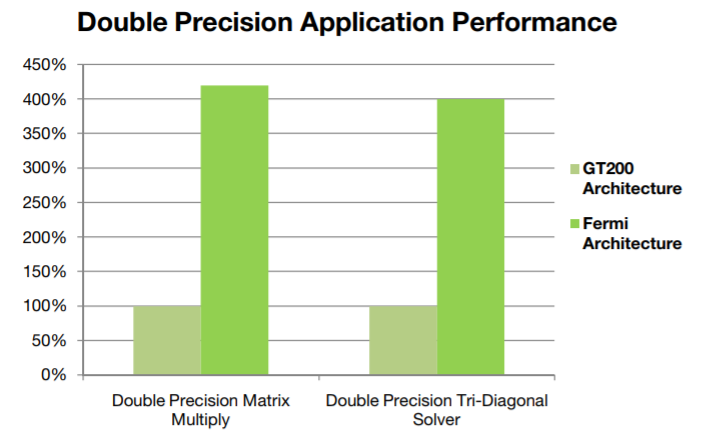 Double Precision Application Performance
450%
400%
350%
300%
250%
200%
150%
100%
50%
0%
Double Precision Matrix
Multiply
Double Precision Tri-Diagonal
Solver
GT200
Architecture
Fermi
Architecture